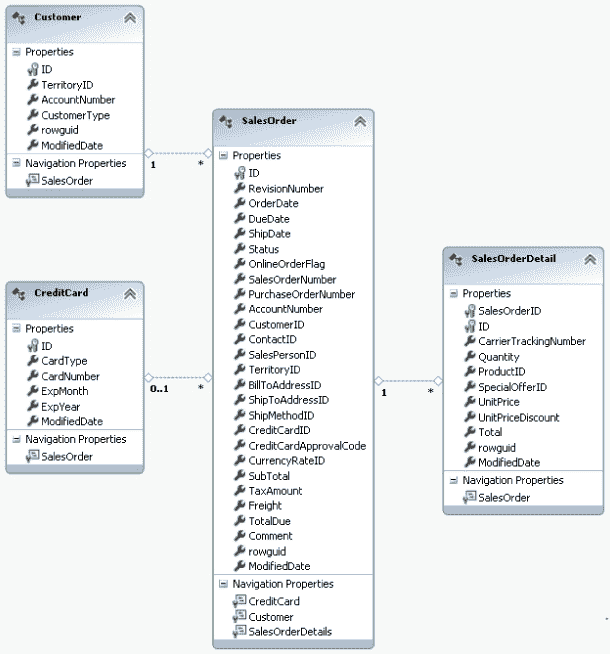 Customer
Properties
ID
TerritoryID
AccountNumber
CustomerType
rowguid
ModifiedDate
Navigation Properties
SalesOrder
1
*
CreditCard
Properties
ID
CardType
CardNumber
ExpMonth
ExpYear
ModifiedDate
Navigation Properties
SalesOrder
0..1
*
SalesOrder
Properties
ID
RevisionNumber
OrderDate
DueDate
ShipDate
Status
OnlineOrderFlag
SalesOrderNumber
PurchaseOrderNumber
AccountNumber
CustomerID
ContactID
SalesPersonID
TerritoryID
BillToAddressID
ShipToAddressID
ShipMethodID
CreditCardID
CreditCardApprovalCode
CurrencyRateID
SubTotal
TaxAmount
Freight
TotalDue
Comment
rowguid
ModifiedDate
Navigation Properties
CreditCard
Customer
SalesOrderDetails
1
*
SalesOrderDetail
Properties
SalesOrderID
ID
CarrierTrackingNumber
Quantity
ProductID
SpecialOfferID
UnitPrice
UnitPriceDiscount
Total
rowguid
ModifiedDate
Navigation Properties
SalesOrder